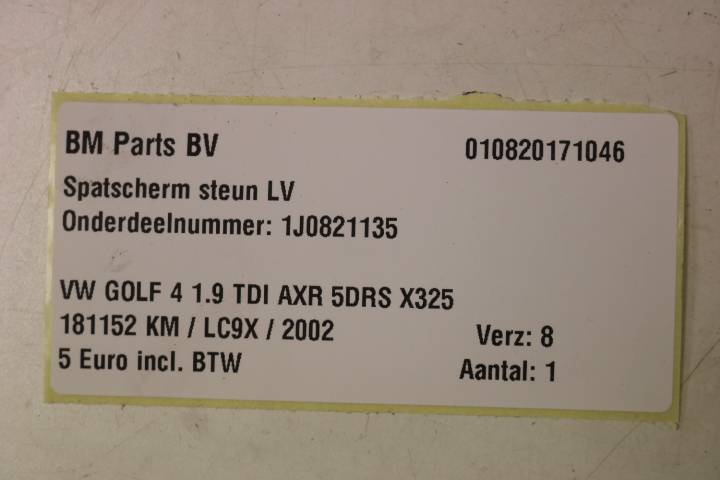 BM Parts BV 010820171046
Spatscherm steun LV
Onderdeelnummer: 1J0821135
VW GOLF 4 1.9 TDI AXR 5DRS X325
181152 KM / LC9X / 2002 Verz: 8
5 Euro incl. BTW Aantal: 1